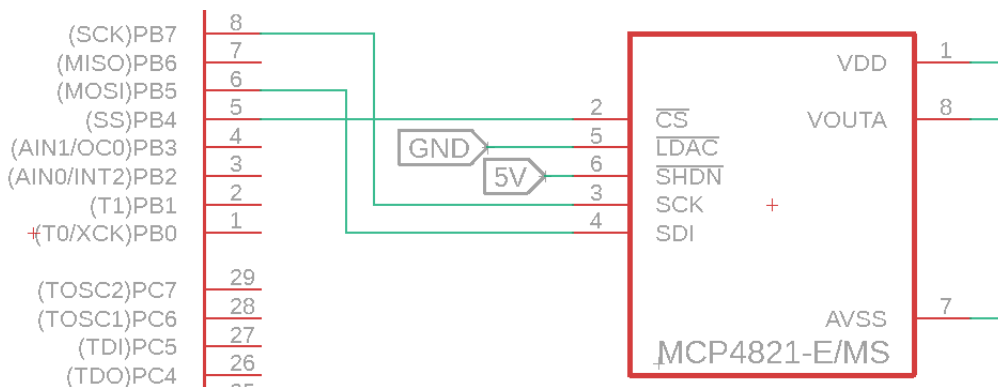 (SCK)PB7 8
(MISO)PB6 7
(MOSI)PB5 6
(SS)PB4 5
(AIN1/OC0)PB3 4
(AIN0/INT2)PB2 3
(T1)PB1 2
(T0/XCK)PB0 1
(TOSC2)PC7 29
(TOSC1)PC6 28
(TDI)PC5 27
(TDO)PC4 26
GND
5V
2 CS
5 LDAC
6 SHDN
3 SCK
4 SDI
VDD 1
VOUTA 8
AVSS 7
MCP4821-E/MS